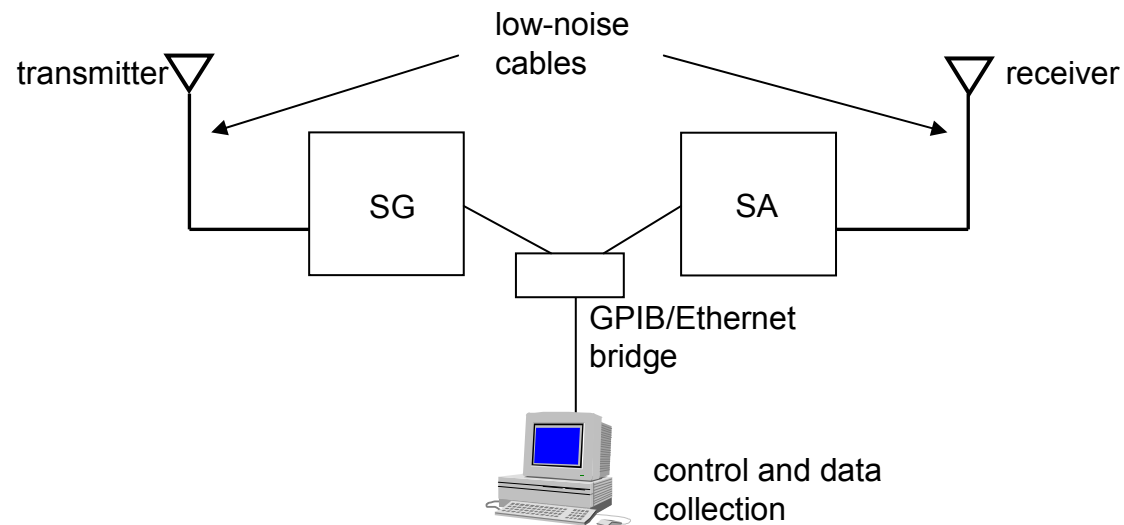 low-noise
cables
transmitter
receiver
SG
SA
GPIB/Ethernet
bridge
control and data
collection